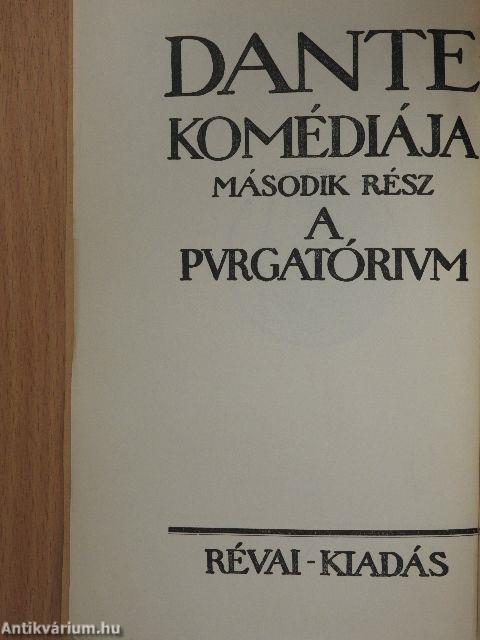 DANTE
KOMÉDIÁJA
MÁSODIK RÉSZ
A
PVRGATÓRIVM
RÉVAI-KIADÁS
Antikvárium.hu